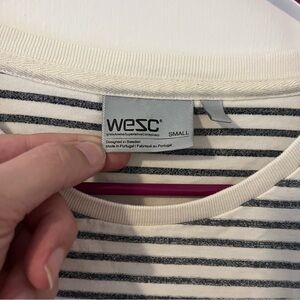 wesc
SMALL
Designed in Sweden
Made in Portugal / Fabriqué au Portugal